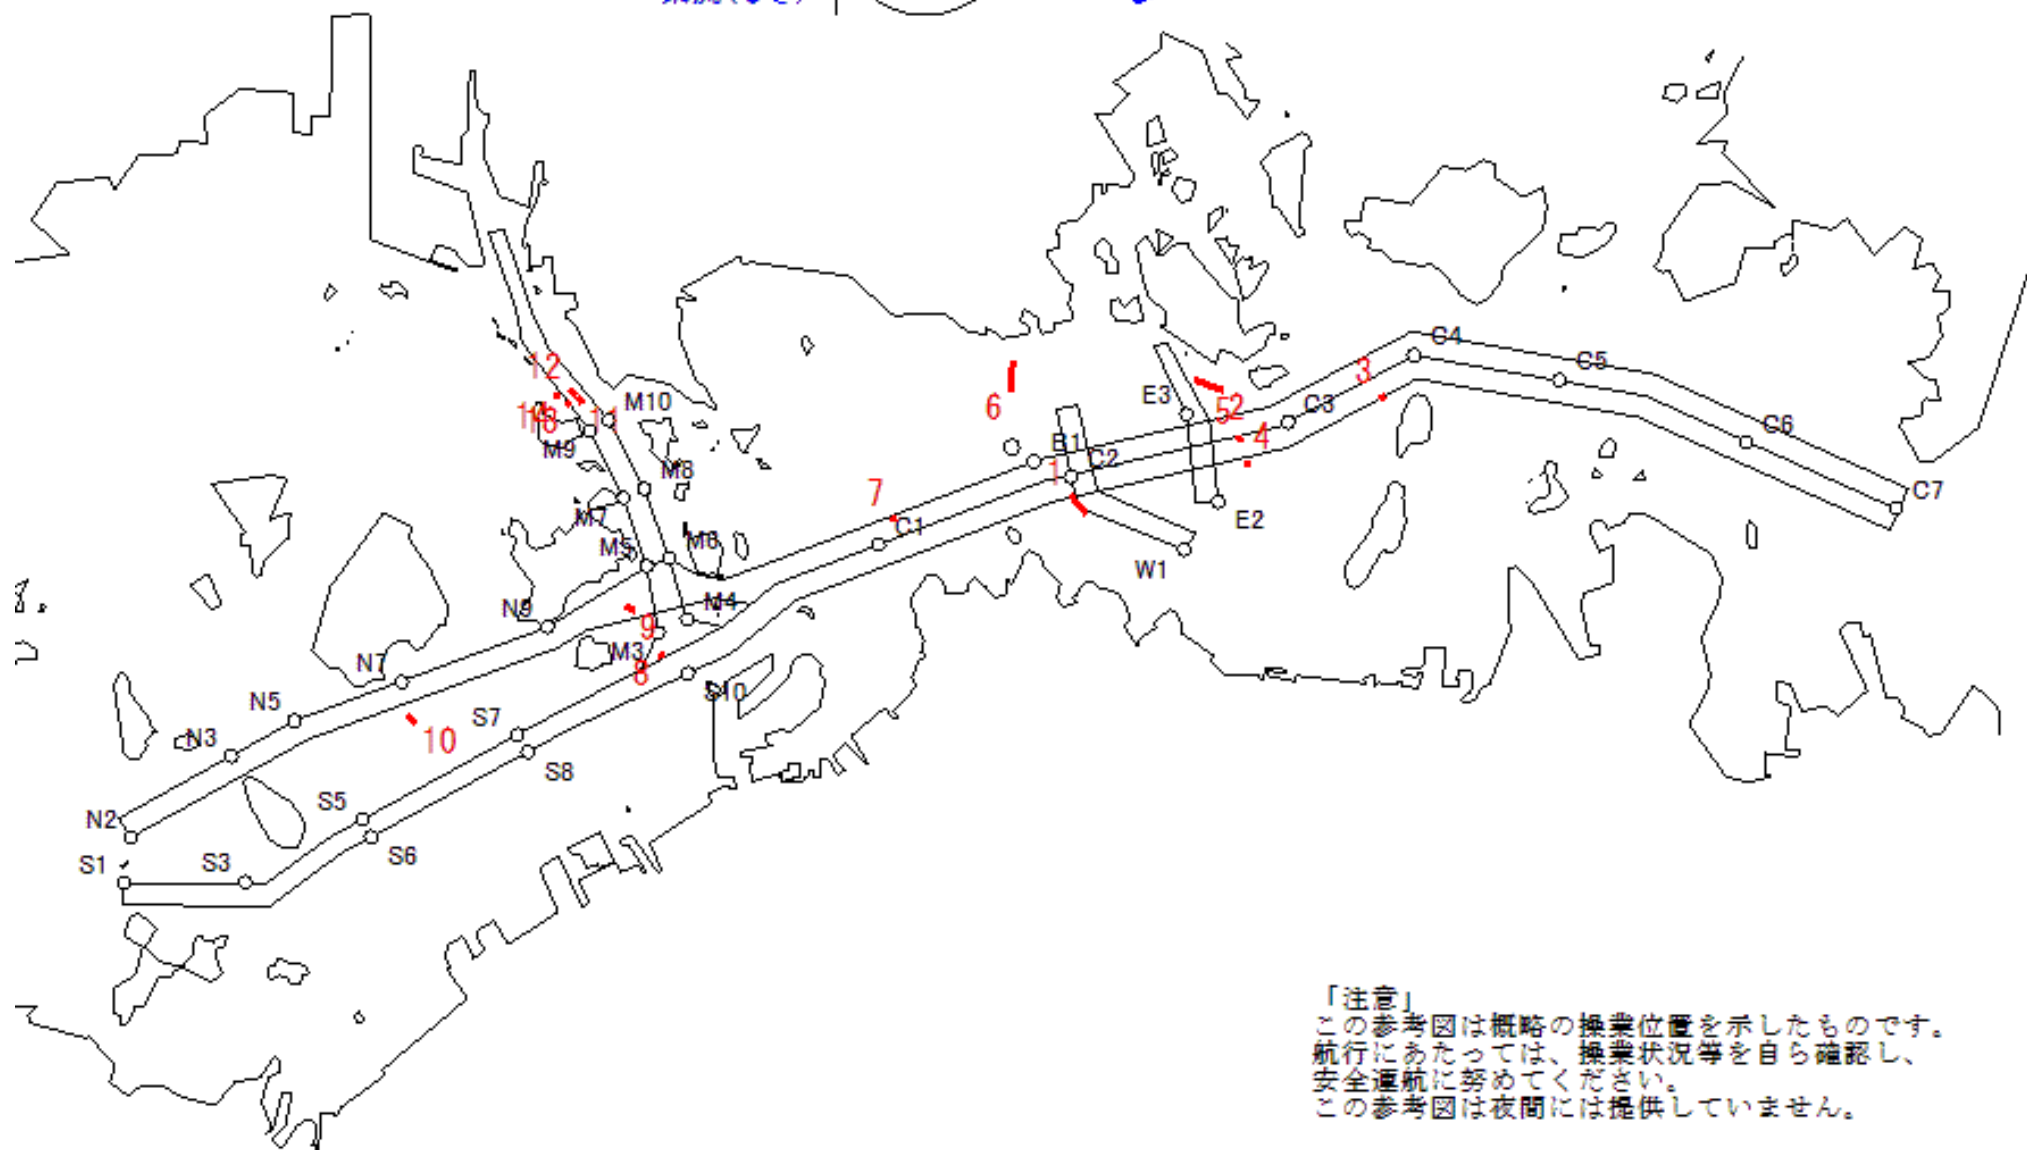 C4
C5
3
12
M10
11
M9
6
E3
5
2
C3
4
B1
C2
1
C6
M8
7
C7
M7
C1
E2
M5
M6
W1
N9
M4
9
M3
8
N7
S10
N5
S7
10
N3
S8
S5
N2
S6
S1
S3
「注意」
この参考図は概略の操業位置を示したものです。
航行にあたっては、操業状況等を自ら確認し、
安全運航に努めてください。
この参考図は夜間には提供していません。